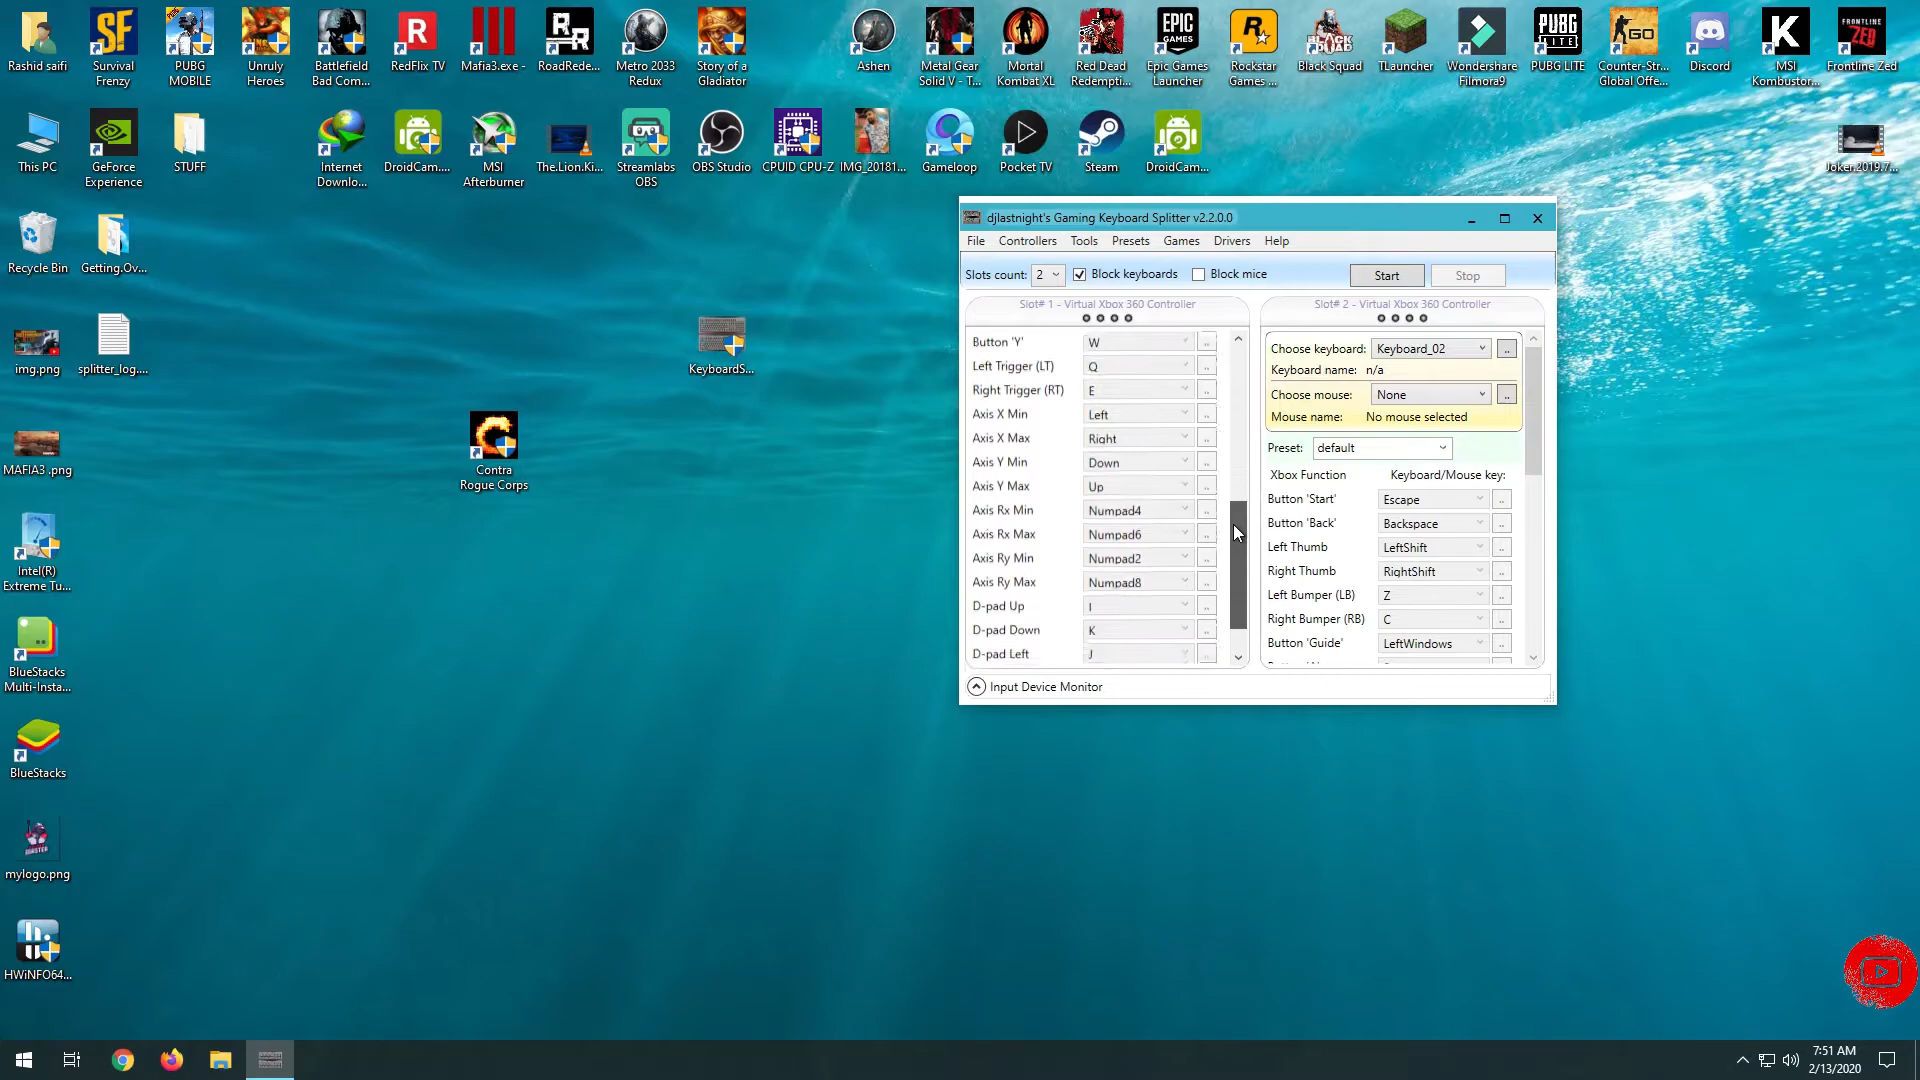 Rashid saifi
Survival
Frenzy
PUBG
MOBILE
Unruly
Heroes
Battlefield
Bad Com...
RedFlix TV
Mafia3.exe -
RoadRede...
Metro 2033
Redux
Story of a
Gladiator
Ashen
Metal Gear
Solid V - T...
Mortal
Kombat XL
Red Dead
Redempti...
Epic Games
Launcher
Rockstar
Games ...
Black Squad
TLauncher
Wondershare
Filmora9
PUBG LITE
Counter-Str...
Global Offe...
Discord
MSI
Kombustor...
Frontline Zed
This PC
GeForce
Experience
STUFF
Internet
Downlo...
DroidCam....
MSI
Afterburner
The.Lion.Ki...
Streamlabs
OBS
OBS Studio
CPUID CPU-Z
IMG_20181...
Gameloop
Pocket TV
Steam
DroidCam...
Joker.2019.7...
Recycle Bin
Getting.Ov...
img.png
splitter_log....
KeyboardS...
MAFIA3 .png
Contra
Rogue Corps
Intel(R)
Extreme Tu...
BlueStacks
Multi-Insta...
BlueStacks
mylogo.png
HWiNFO64...
djlastnight's Gaming Keyboard Splitter v2.2.0.0
File Controllers Tools Presets Games Drivers Help
Slots count: 2 Block keyboards Block mice Start Stop
Slot# 1 - Virtual Xbox 360 Controller
Button 'Y' W
Left Trigger (LT) Q
Right Trigger (RT) E
Axis X Min Left
Axis X Max Right
Axis Y Min Down
Axis Y Max Up
Axis Rx Min Numpad4
Axis Rx Max Numpad6
Axis Ry Min Numpad2
Axis Ry Max Numpad8
D-pad Up I
D-pad Down K
D-pad Left J
Slot# 2 - Virtual Xbox 360 Controller
Choose keyboard: Keyboard_02 ..
Keyboard name: n/a
Choose mouse: None ..
Mouse name: No mouse selected
Preset: default
Xbox Function Keyboard/Mouse key:
Button 'Start' Escape ..
Button 'Back' Backspace ..
Left Thumb LeftShift ..
Right Thumb RightShift ..
Left Bumper (LB) Z ..
Right Bumper (RB) C ..
Button 'Guide' LeftWindows ..
Input Device Monitor
7:51 AM
2/13/2020